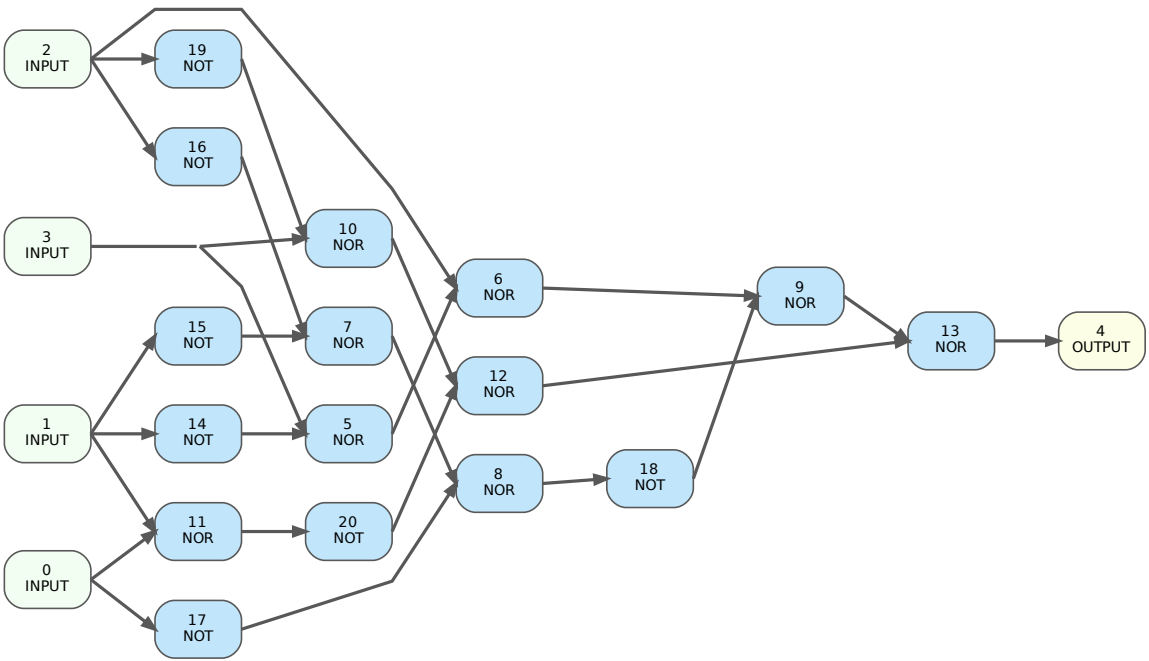 2
INPUT
19
NOT
16
NOT
3
INPUT
10
NOR
6
NOR
9
NOR
15
NOT
7
NOR
13
NOR
4
OUTPUT
12
NOR
1
INPUT
14
NOT
5
NOR
8
NOR
18
NOT
11
NOR
20
NOT
0
INPUT
17
NOT